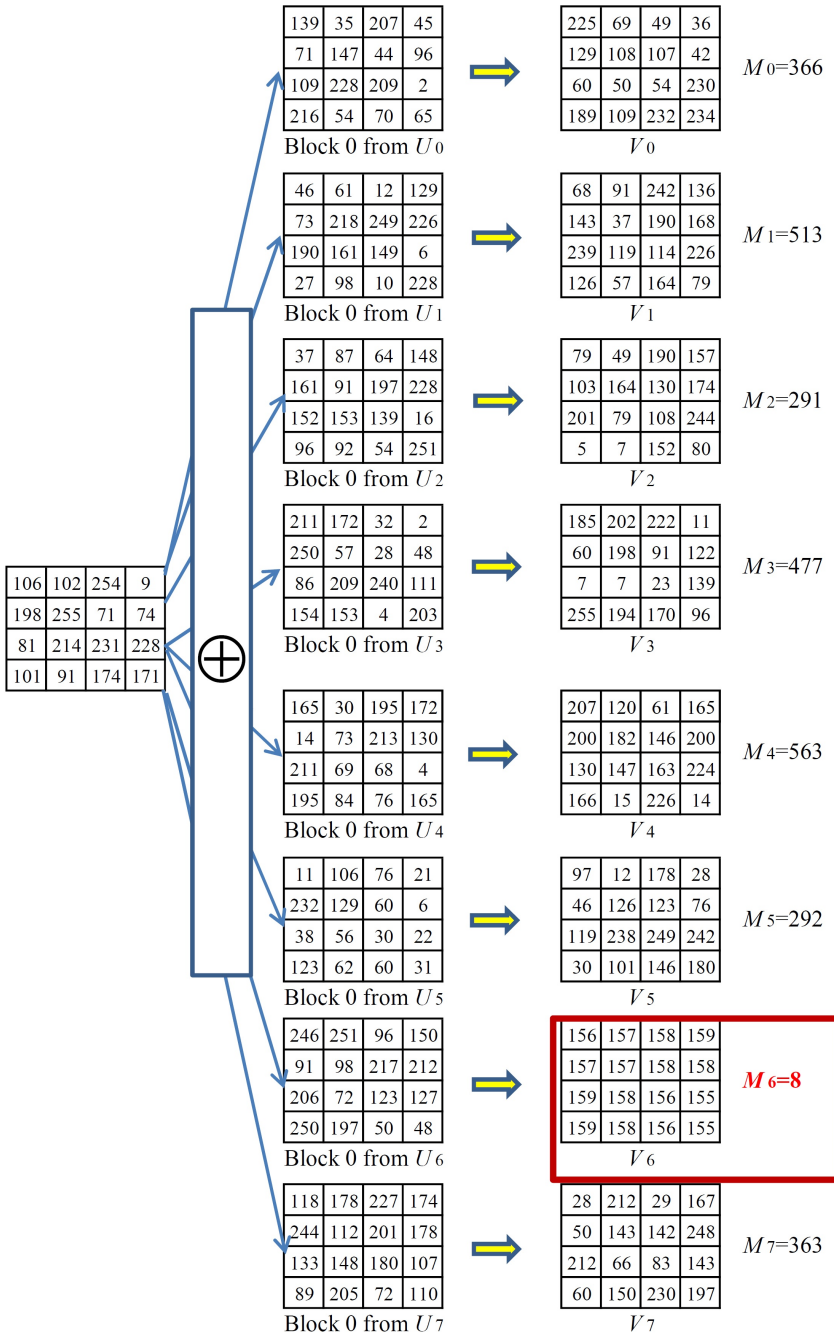 139 35 207 45
71 147 44 96
109 228 209 2
216 54 70 65
Block 0 from U0
225 69 49 36
129 108 107 42
60 50 54 230
189 109 232 234
V0
M0=366
46 61 12 129
73 218 249 226
190 161 149 6
27 98 10 228
Block 0 from U1
68 91 242 136
143 37 190 168
239 119 114 226
126 57 164 79
V1
M1=513
37 87 64 148
161 91 197 228
152 153 139 16
96 92 54 251
Block 0 from U2
79 49 190 157
103 164 130 174
201 79 108 244
5 7 152 80
V2
M2=291
211 172 32 2
250 57 28 48
86 209 240 111
154 153 4 203
Block 0 from U3
185 202 222 11
60 198 91 122
7 7 23 139
255 194 170 96
V3
M3=477
106 102 254 9
198 255 71 74
81 214 231 228
101 91 174 171
165 30 195 172
14 73 213 130
211 69 68 4
195 84 76 165
Block 0 from U4
207 120 61 165
200 182 146 200
130 147 163 224
166 15 226 14
V4
M4=563
11 106 76 21
232 129 60 6
38 56 30 22
123 62 60 31
Block 0 from U5
97 12 178 28
46 126 123 76
119 238 249 242
30 101 146 180
V5
M5=292
246 251 96 150
91 98 217 212
206 72 123 127
250 197 50 48
Block 0 from U6
156 157 158 159
157 157 158 158
159 158 156 155
159 158 156 155
V6
M6=8
118 178 227 174
244 112 201 178
133 148 180 107
89 205 72 110
Block 0 from U7
28 212 29 167
50 143 142 248
212 66 83 143
60 150 230 197
V7
M7=363